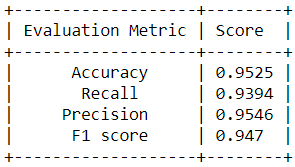 +-------------------+--------+
| Evaluation Metric | Score  |
+-------------------+--------+
|      Accuracy     | 0.9525 |
|       Recall      | 0.9394 |
|     Precision     | 0.9546 |
|      F1 score     | 0.947  |
+-------------------+--------+